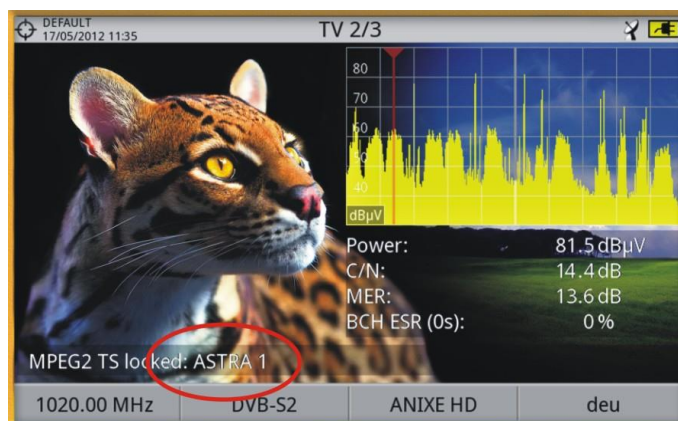 DEFAULT
17/05/2012 11:35
TV 2/3
80
70
60
50
40
dBµV
Power: 81.5 dBµV
C/N: 14.4 dB
MER: 13.6 dB
BCH ESR (0s): 0 %
MPEG2 TS locked: ASTRA 1
1020.00 MHz DVB-S2 ANIXE HD deu